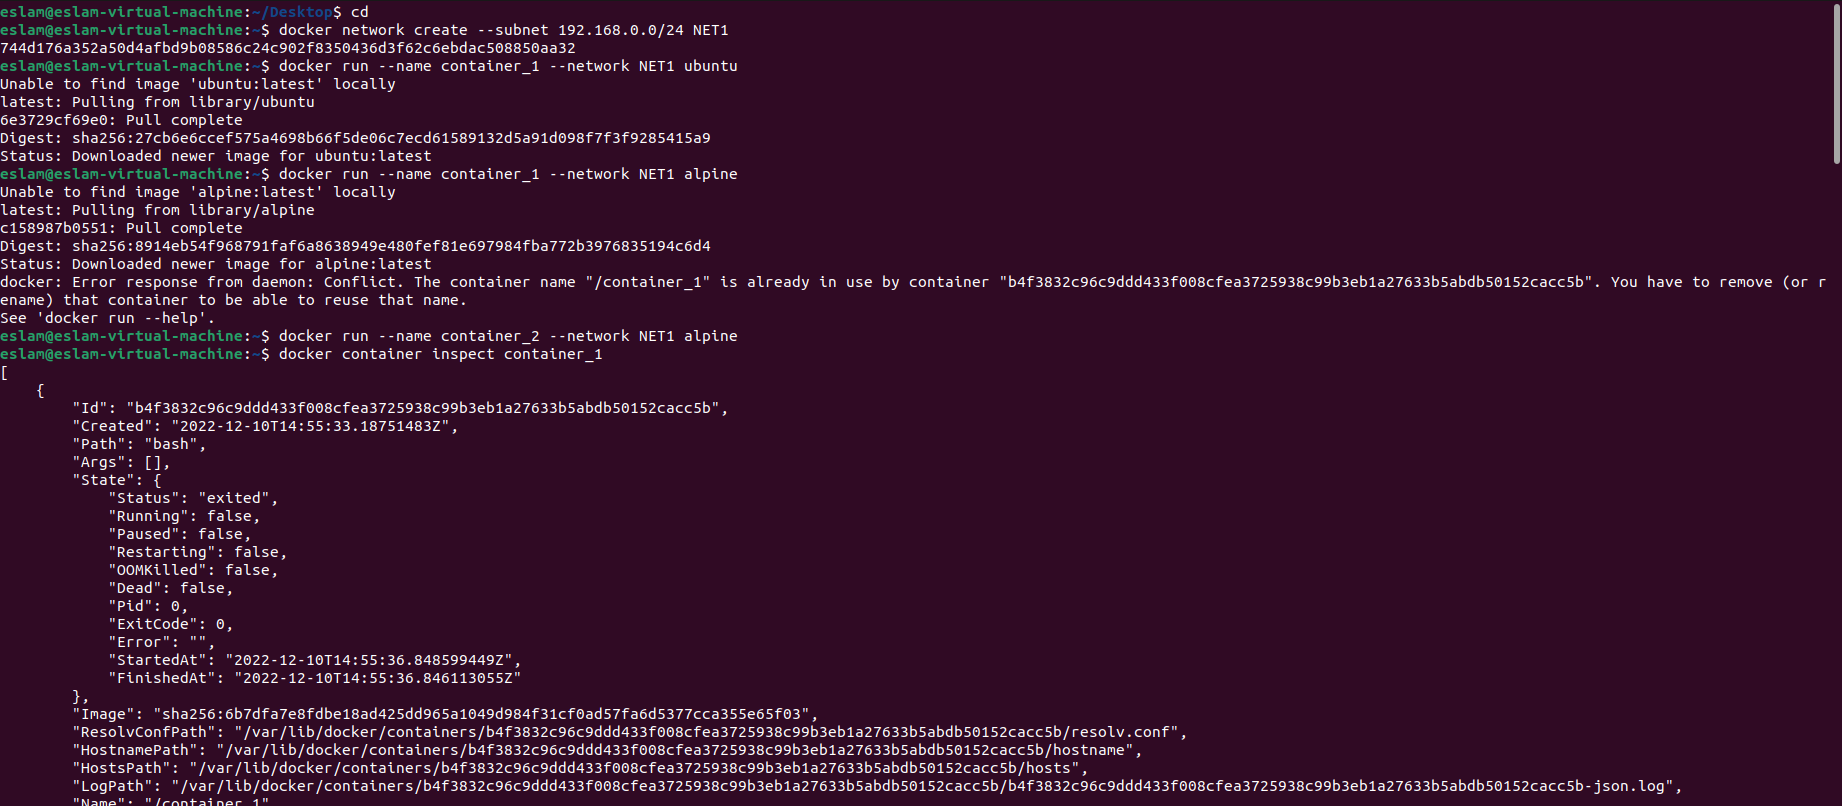 eslam@eslam-virtual-machine:~/Desktop$ cd
eslam@eslam-virtual-machine:~$ docker network create --subnet 192.168.0.0/24 NET1
744d176a352a50d4afbd9b08586c24c902f8350436d3f62c6ebdac508850aa32
eslam@eslam-virtual-machine:~$ docker run --name container_1 --network NET1 ubuntu
Unable to find image 'ubuntu:latest' locally
latest: Pulling from library/ubuntu
6e3729cf69e0: Pull complete
Digest: sha256:27cb6e6ccef575a4698b66f5de06c7ecd61589132d5a91d098f7f3f9285415a9
Status: Downloaded newer image for ubuntu:latest
eslam@eslam-virtual-machine:~$ docker run --name container_1 --network NET1 alpine
Unable to find image 'alpine:latest' locally
latest: Pulling from library/alpine
c158987b0551: Pull complete
Digest: sha256:8914eb54f968791faf6a8638949e480fef81e697984fba772b3976835194c6d4
Status: Downloaded newer image for alpine:latest
docker: Error response from daemon: Conflict. The container name "/container_1" is already in use by container "b4f3832c96c9ddd433f008cfea3725938c99b3eb1a27633b5abdb50152cacc5b". You have to remove (or r
ename) that container to be able to reuse that name.
See 'docker run --help'.
eslam@eslam-virtual-machine:~$ docker run --name container_2 --network NET1 alpine
eslam@eslam-virtual-machine:~$ docker container inspect container_1
[
    {
        "Id": "b4f3832c96c9ddd433f008cfea3725938c99b3eb1a27633b5abdb50152cacc5b",
        "Created": "2022-12-10T14:55:33.18751483Z",
        "Path": "bash",
        "Args": [],
        "State": {
            "Status": "exited",
            "Running": false,
            "Paused": false,
            "Restarting": false,
            "OOMKilled": false,
            "Dead": false,
            "Pid": 0,
            "ExitCode": 0,
            "Error": "",
            "StartedAt": "2022-12-10T14:55:36.848599449Z",
            "FinishedAt": "2022-12-10T14:55:36.846113055Z"
        },
        "Image": "sha256:6b7dfa7e8fdbe18ad425dd965a1049d984f31cf0ad57fa6d5377cca355e65f03",
        "ResolvConfPath": "/var/lib/docker/containers/b4f3832c96c9ddd433f008cfea3725938c99b3eb1a27633b5abdb50152cacc5b/resolv.conf",
        "HostnamePath": "/var/lib/docker/containers/b4f3832c96c9ddd433f008cfea3725938c99b3eb1a27633b5abdb50152cacc5b/hostname",
        "HostsPath": "/var/lib/docker/containers/b4f3832c96c9ddd433f008cfea3725938c99b3eb1a27633b5abdb50152cacc5b/hosts",
        "LogPath": "/var/lib/docker/containers/b4f3832c96c9ddd433f008cfea3725938c99b3eb1a27633b5abdb50152cacc5b/b4f3832c96c9ddd433f008cfea3725938c99b3eb1a27633b5abdb50152cacc5b-json.log",
        "Name": "/container_1"